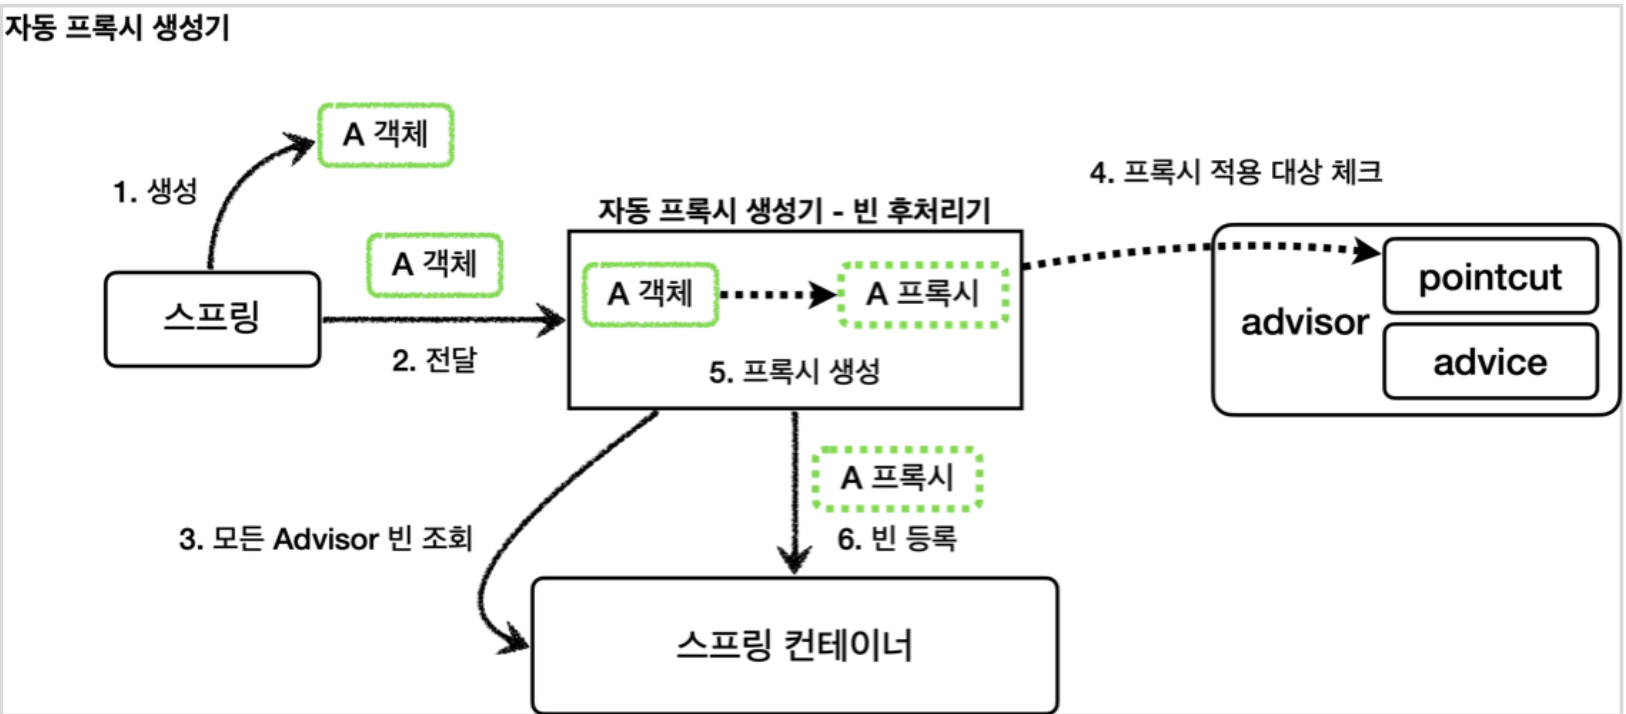 자동 프록시 생성기
A 객체
1. 생성
A 객체
스프링
2. 전달
자동 프록시 생성기 - 빈 후처리기
A 객체
A 프록시
5. 프록시 생성
4. 프록시 적용 대상 체크
advisor
pointcut
advice
3. 모든 Advisor 빈 조회
A 프록시
6. 빈 등록
스프링 컨테이너